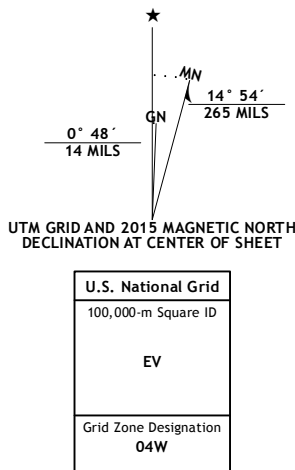 ★
MN
GN
14° 54´
265 MILS
0° 48´
14 MILS
UTM GRID AND 2015 MAGNETIC NORTH
DECLINATION AT CENTER OF SHEET
U.S. National Grid
100,000-m Square ID
EV
Grid Zone Designation
04W